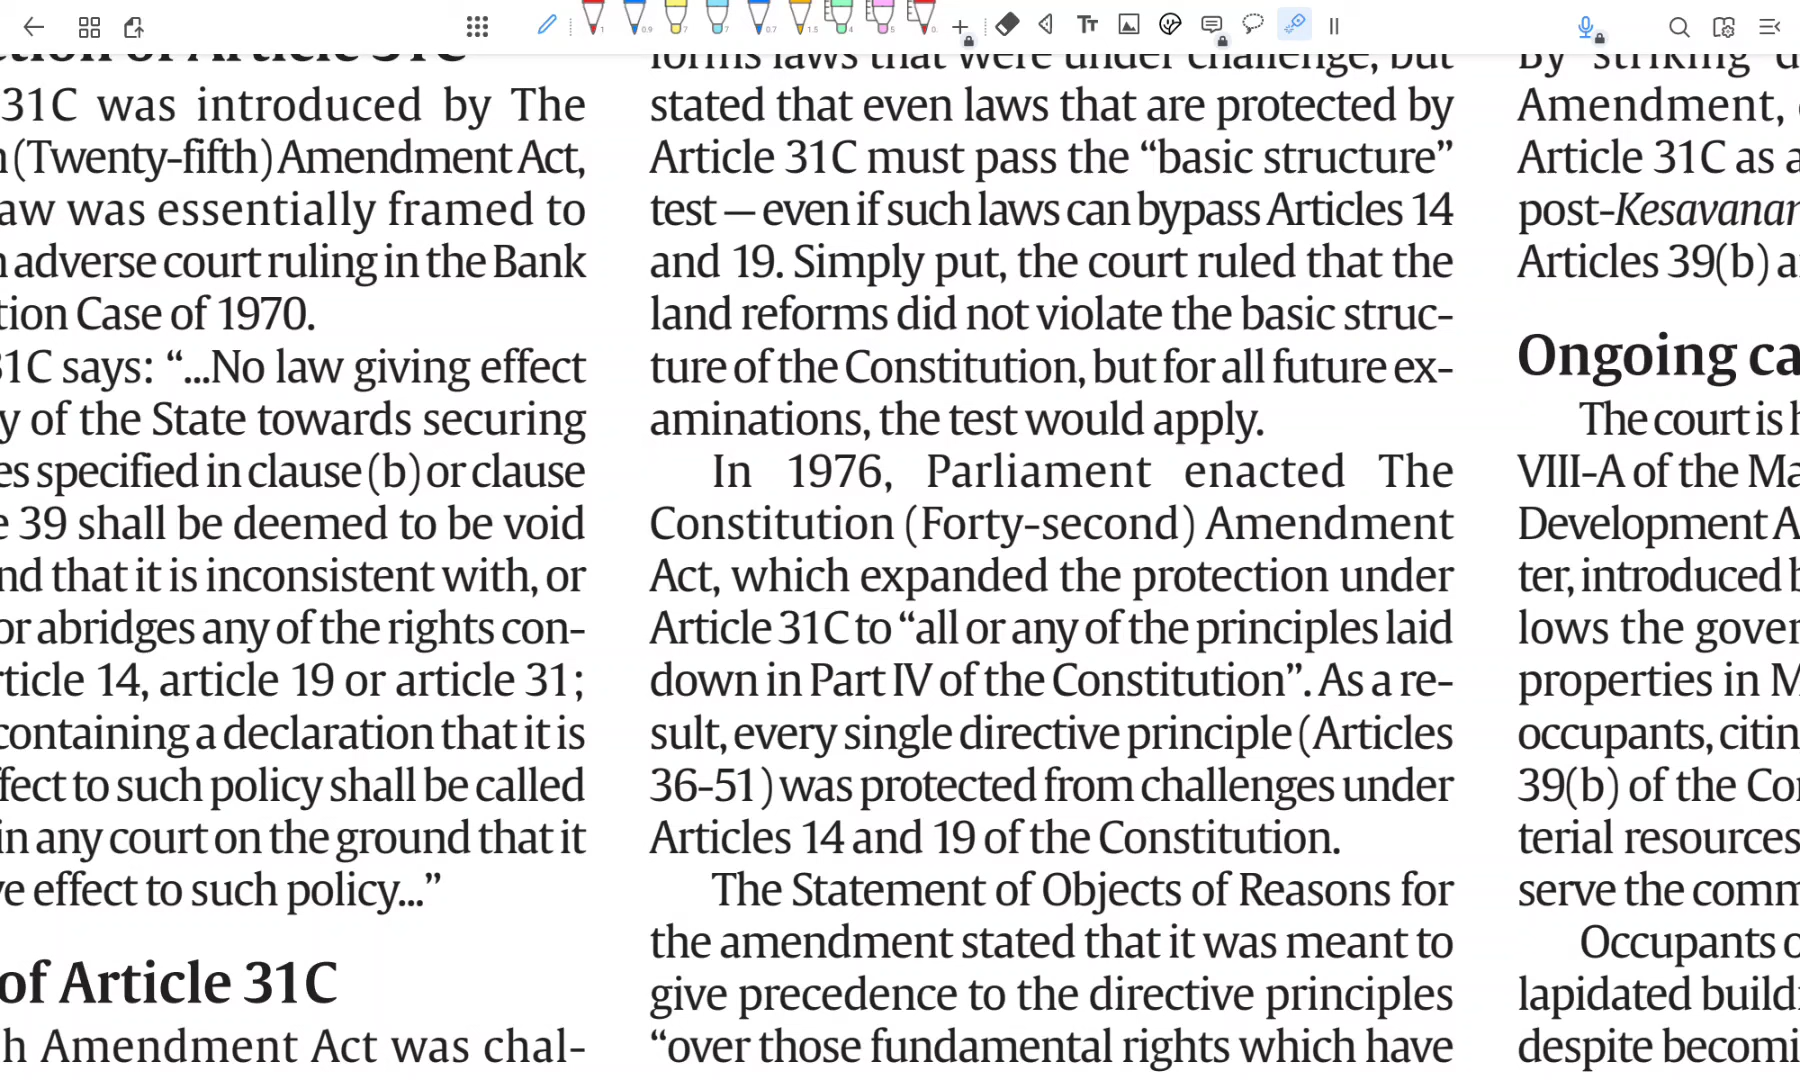 31C was introduced by The
(Twenty-fifth) Amendment Act,
aw was essentially framed to
adverse court ruling in the Bank
tion Case of 1970.
31C says: “...No law giving effect
y of the State towards securing
es specified in clause (b) or clause
e 39 shall be deemed to be void
nd that it is inconsistent with, or
or abridges any of the rights con-
rticle 14, article 19 or article 31;
containing a declaration that it is
ffect to such policy shall be called
in any court on the ground that it
ve effect to such policy...”
of Article 31C
h Amendment Act was chal-
forms laws that were under challenge, but
stated that even laws that are protected by
Article 31C must pass the “basic structure”
test — even if such laws can bypass Articles 14
and 19. Simply put, the court ruled that the
land reforms did not violate the basic struc-
ture of the Constitution, but for all future ex-
aminations, the test would apply.
In 1976, Parliament enacted The
Constitution (Forty-second) Amendment
Act, which expanded the protection under
Article 31C to “all or any of the principles laid
down in Part IV of the Constitution”. As a re-
sult, every single directive principle (Articles
36-51) was protected from challenges under
Articles 14 and 19 of the Constitution.
The Statement of Objects of Reasons for
the amendment stated that it was meant to
give precedence to the directive principles
“over those fundamental rights which have
By striking d
Amendment,
Article 31C as a
post-Kesavanan
Articles 39(b) a
Ongoing ca
The court is h
VIII-A of the Ma
Development A
ter, introduced b
lows the gover
properties in M
occupants, citin
39(b) of the Co
terial resources
serve the comm
Occupants o
lapidated build
despite becomi